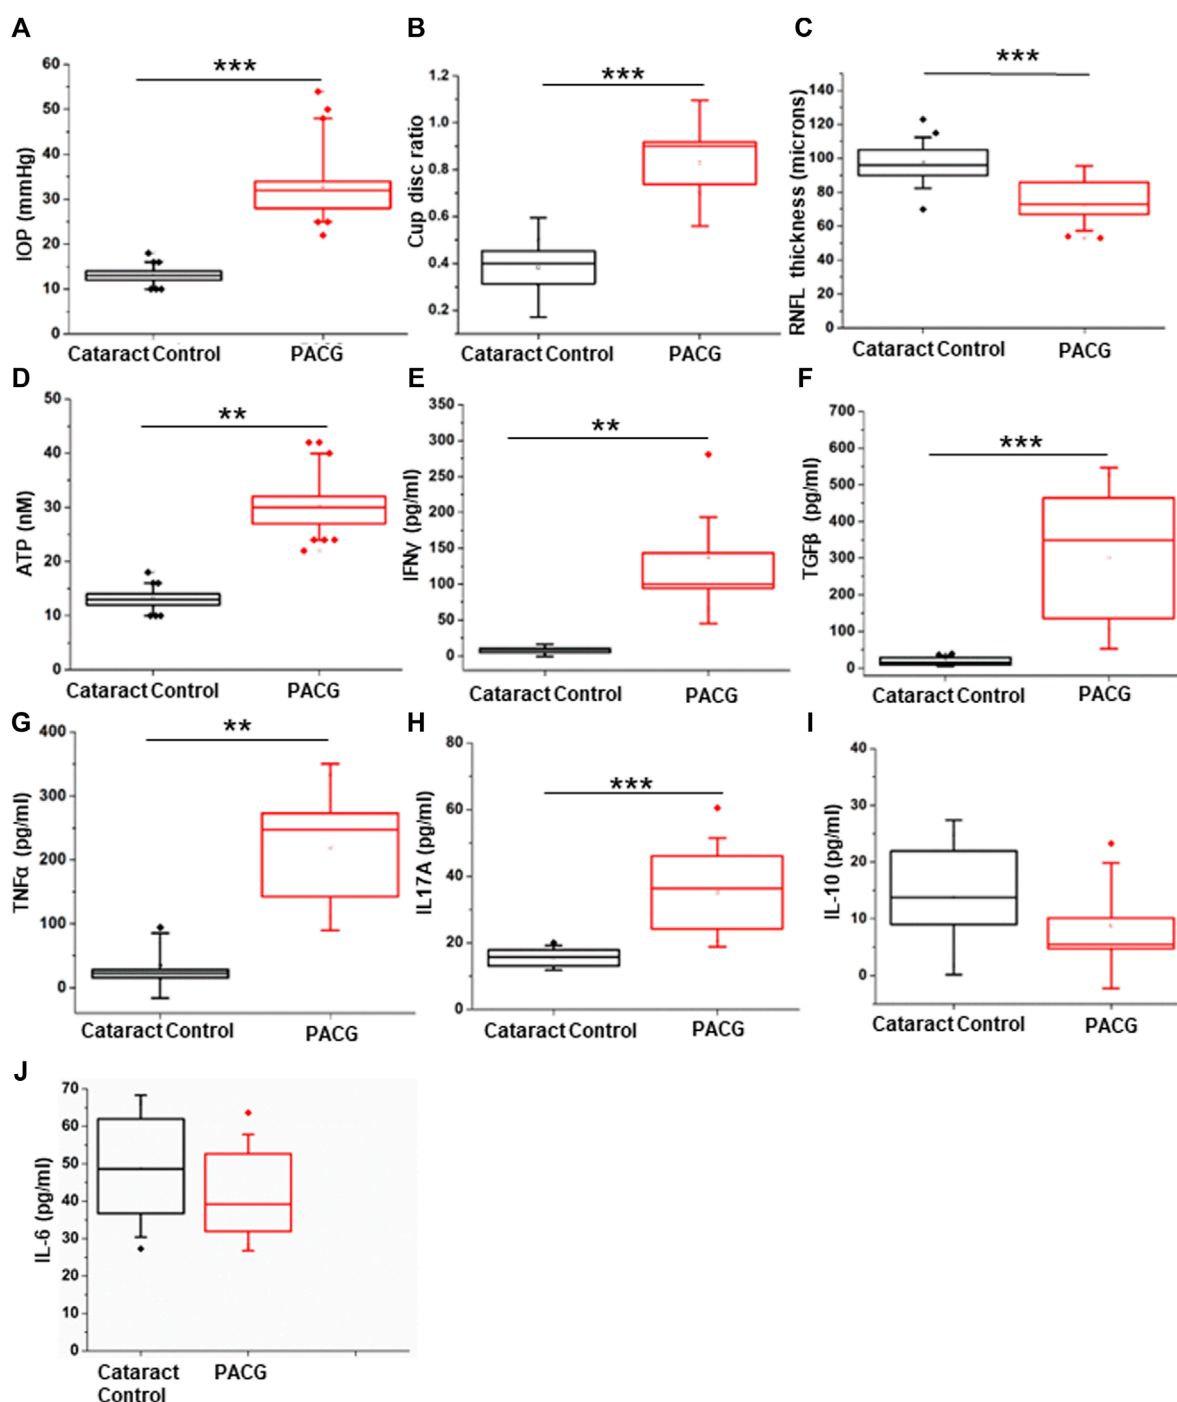 A
B
C
***
***
***
60
50
40
30
20
10
0
IOP (mmHg)
Cataract Control
PACG
1.2
1.0
0.8
0.6
0.4
0.2
Cup disc ratio
Cataract Control
PACG
140
120
100
80
60
40
20
0
RNFL thickness (microns)
Cataract Control
PACG
D
E
F
**
**
***
50
40
30
20
10
0
ATP (nM)
Cataract Control
PACG
350
300
250
200
150
100
50
0
IFNγ (pg/ml)
Cataract Control
PACG
700
600
500
400
300
200
100
0
TGFβ (pg/ml)
Cataract Control
PACG
G
H
I
**
***
400
300
200
100
0
TNFα (pg/ml)
Cataract Control
PACG
80
60
40
20
0
IL17A (pg/ml)
Cataract Control
PACG
40
30
20
10
0
IL-10 (pg/ml)
Cataract Control
PACG
J
70
60
50
40
30
20
10
0
IL-6 (pg/ml)
Cataract
Control
PACG